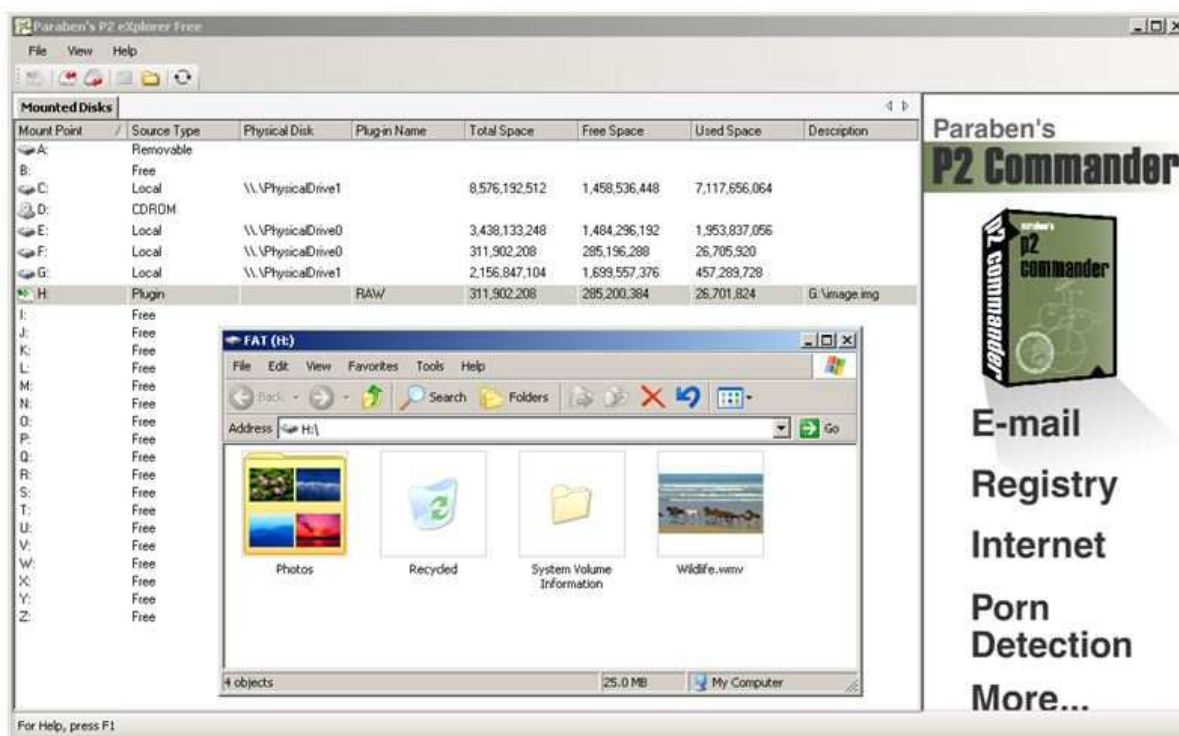 Paraben's P2 eXplorer Free
File View Help
Mounted Disks
Mount Point / Source Type Physical Disk Plug-in Name Total Space Free Space Used Space Description
A: Removable
B: Free
C: Local \\.\PhysicalDrive1 8,576,192,512 1,458,536,448 7,117,656,064
D: CDROM
E: Local \\.\PhysicalDrive0 3,438,133,248 1,484,296,192 1,953,837,056
F: Local \\.\PhysicalDrive0 311,902,208 285,196,288 26,705,920
G: Local \\.\PhysicalDrive1 2,156,847,104 1,699,557,376 457,289,728
H: Plugin RAW 311,902,208 285,200,384 26,701,824 G:\image.img
I: Free
J: Free
K: Free
L: Free
M: Free
N: Free
O: Free
P: Free
Q: Free
R: Free
S: Free
T: Free
U: Free
V: Free
W: Free
X: Free
Y: Free
Z: Free
FAT (H:)
File Edit View Favorites Tools Help
Back Search Folders
Address H:\ Go
Photos
Recycled
System Volume
Information
Wildlife.wmv
4 objects 25.0 MB My Computer
Paraben's
P2 Commander
p2 commander
paraben's
p2
commander
E-mail
Registry
Internet
Porn
Detection
More...
For Help, press F1